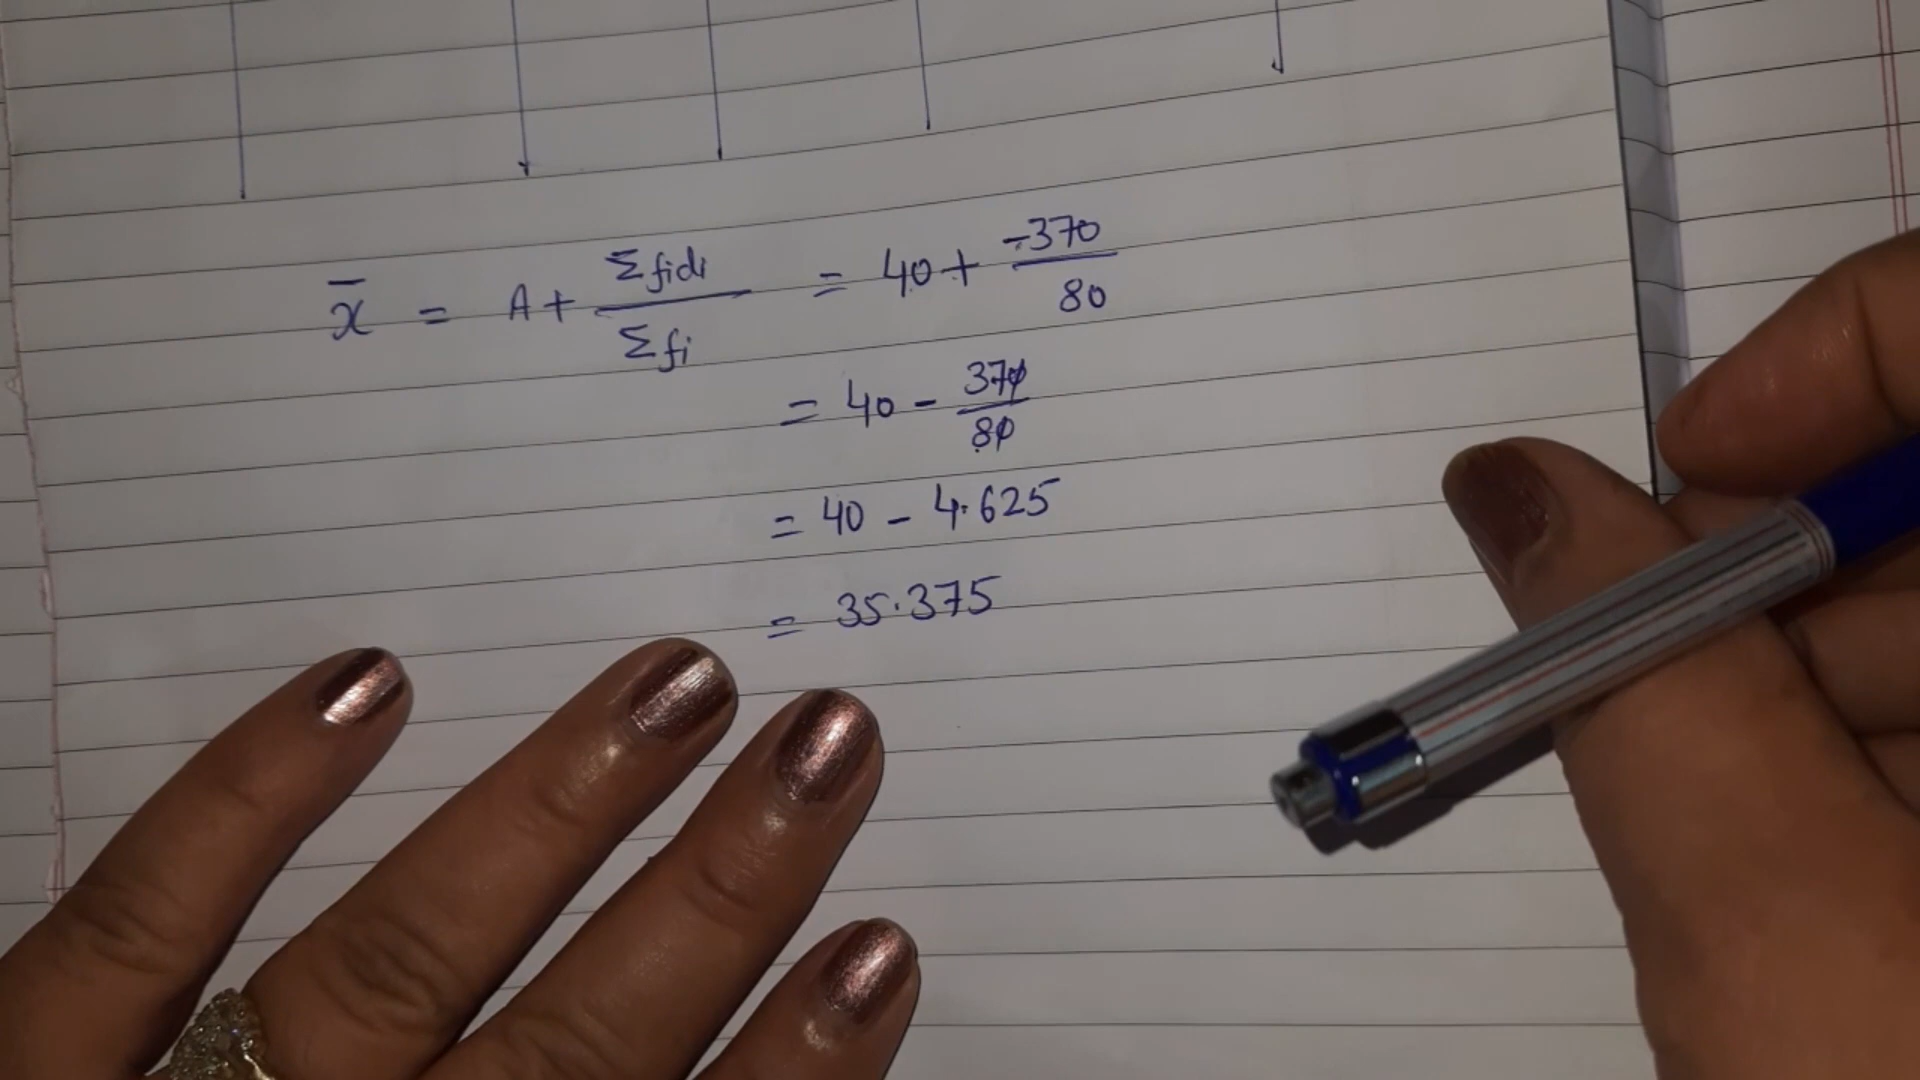 x̄ = A + Σfidi / Σfi = 40 + -370 / 80
= 40 - 370 / 80
= 40 - 4.625
= 35.375